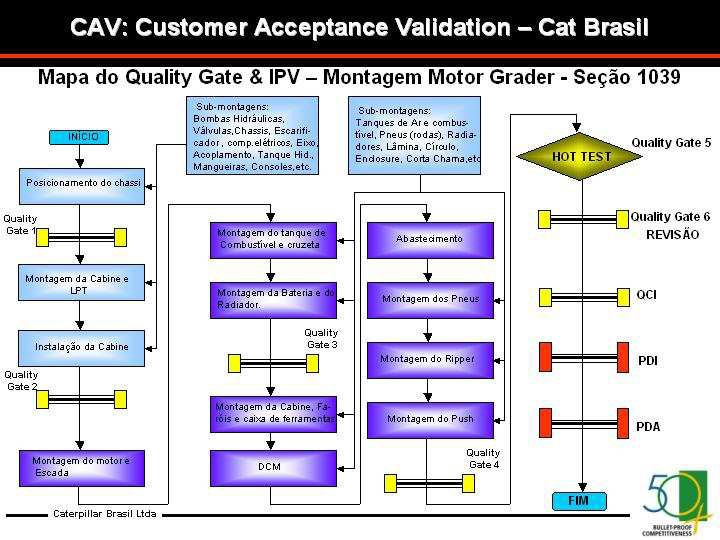 CAV: Customer Acceptance Validation – Cat Brasil
Mapa do Quality Gate & IPV – Montagem Motor Grader - Seção 1039
INÍCIO
Posicionamento do chassi
Quality
Gate 1
Montagem da Cabine e
LPT
Instalação da Cabine
Quality
Gate 2
Montagem do motor e
Escada
Sub-montagens:
Bombas Hidráulicas,
Válvulas,Chassis, Escarifi-
cador , comp.elétricos, Eixo,
Acoplamento, Tanque Hid.,
Mangueiras, Consoles,etc.
Montagem do tanque de
Combustível e cruzeta
Montagem da Bateria e do
Radiador.
Quality
Gate 3
Montagem da Cabine, Fa-
róis e caixa de ferramentas
DCM
Sub-montagens:
Tanques de Ar e combus-
tível, Pneus (rodas), Radia-
dores, Lâmina, Círculo,
Enclosure, Corta Chama,etc
Abastecimento
Montagem dos Pneus
Montagem do Ripper
Montagem do Push
Quality
Gate 4
HOT TEST
Quality Gate 5
Quality Gate 6
REVISÃO
QCI
PDI
PDA
FIM
Caterpillar Brasil Ltda
50
BULLET-PROOF
COMPETITIVENESS